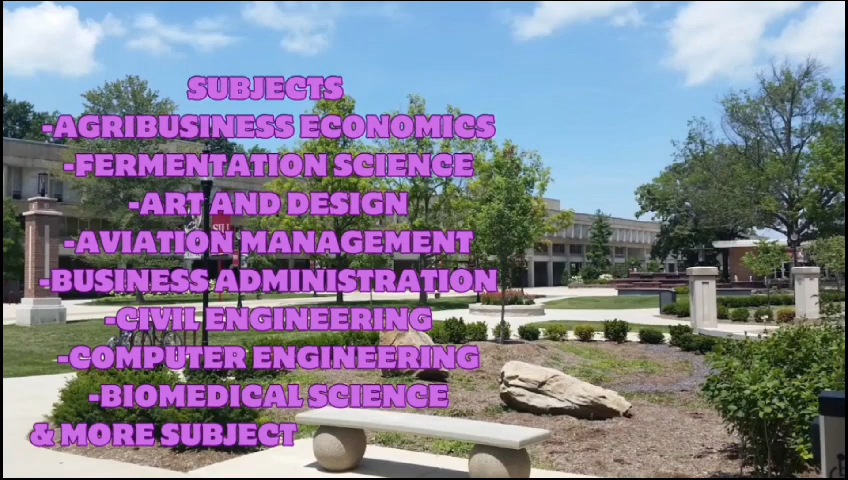 SUBJECTS
-AGRIBUSINESS ECONOMICS
-FERMENTATION SCIENCE
-ART AND DESIGN
-AVIATION MANAGEMENT
-BUSINESS ADMINISTRATION
-CIVIL ENGINEERING
-COMPUTER ENGINEERING
-BIOMEDICAL SCIENCE
& MORE SUBJECT